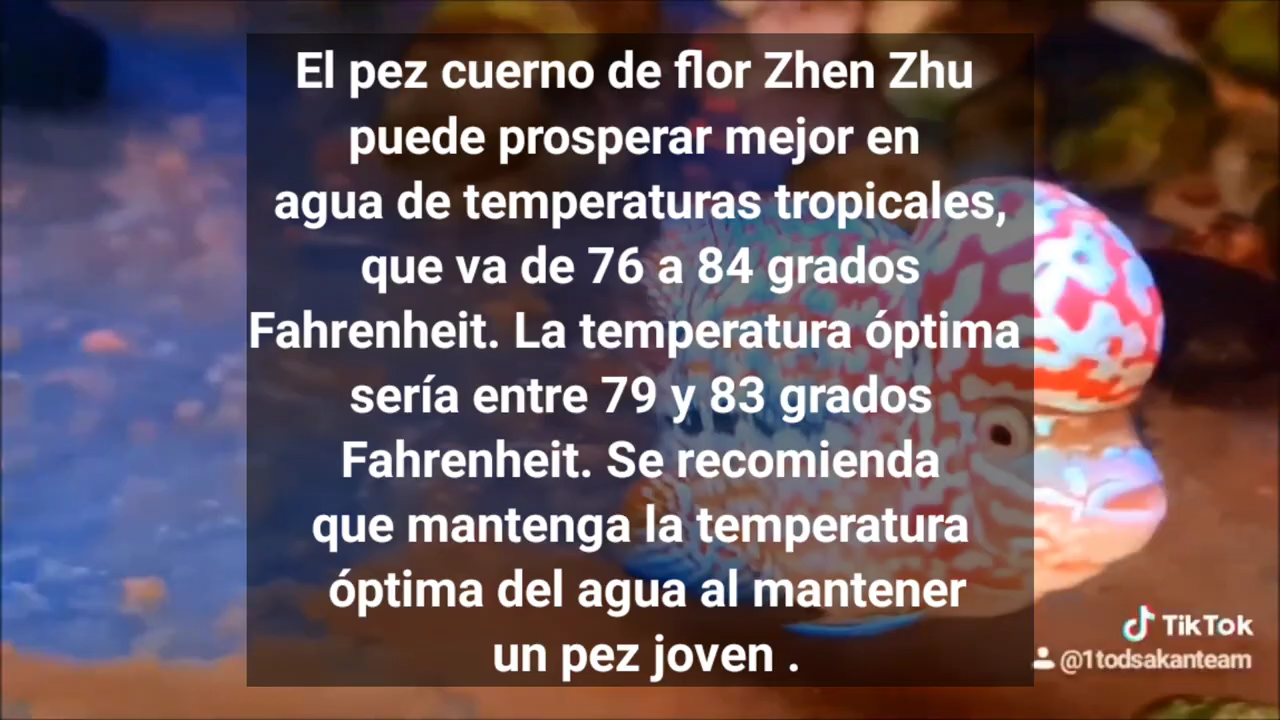 El pez cuerno de flor Zhen Zhu
puede prosperar mejor en
agua de temperaturas tropicales,
que va de 76 a 84 grados
Fahrenheit. La temperatura óptima
sería entre 79 y 83 grados
Fahrenheit. Se recomienda
que mantenga la temperatura
óptima del agua al mantener
un pez joven .
TikTok
@1todsakanteam